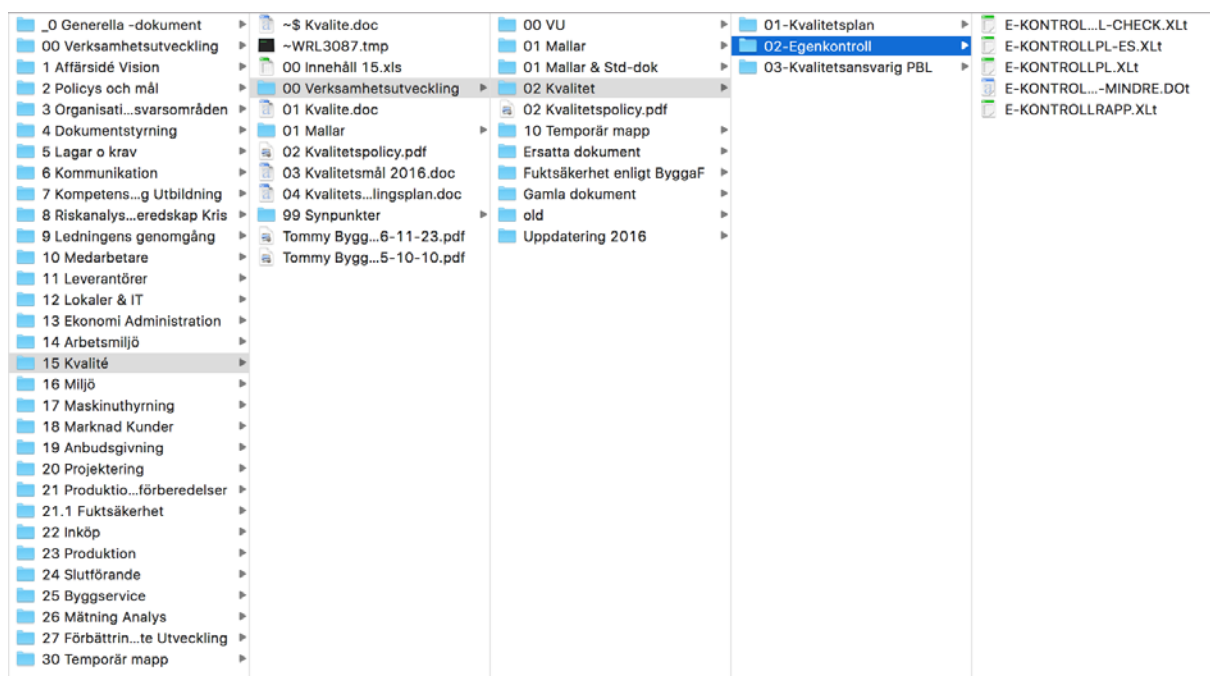 _0 Generella -dokument
00 Verksamhetsutveckling
1 Affärsidé Vision
2 Policys och mål
3 Organisati...svarsområden
4 Dokumentstyrning
5 Lagar o krav
6 Kommunikation
7 Kompetens...g Utbildning
8 Riskanalys...eredskap Kris
9 Ledningens genomgång
10 Medarbetare
11 Leverantörer
12 Lokaler & IT
13 Ekonomi Administration
14 Arbetsmiljö
15 Kvalité
16 Miljö
17 Maskinuthyrning
18 Marknad Kunder
19 Anbudsgivning
20 Projektering
21 Produktio...förberedelser
21.1 Fuktsäkerhet
22 Inköp
23 Produktion
24 Slutförande
25 Byggservice
26 Mätning Analys
27 Förbättrin...te Utveckling
30 Temporär mapp
~$ Kvalite.doc
~WRL3087.tmp
00 Innehåll 15.xls
00 Verksamhetsutveckling
01 Kvalite.doc
01 Mallar
02 Kvalitetspolicy.pdf
03 Kvalitetsmål 2016.doc
04 Kvalitets...lingsplan.doc
99 Synpunkter
Tommy Bygg...6-11-23.pdf
Tommy Bygg...5-10-10.pdf
00 VU
01 Mallar
01 Mallar & Std-dok
02 Kvalitet
02 Kvalitetspolicy.pdf
10 Temporär mapp
Ersatta dokument
Fuktsäkerhet enligt ByggaF
Gamla dokument
old
Uppdatering 2016
01-Kvalitetsplan
02-Egenkontroll
03-Kvalitetsansvarig PBL
E-KONTROL...L-CHECK.XLt
E-KONTROLLPL-ES.XLt
E-KONTROLLPL.XLt
E-KONTROL...-MINDRE.DOt
E-KONTROLLRAPP.XLt